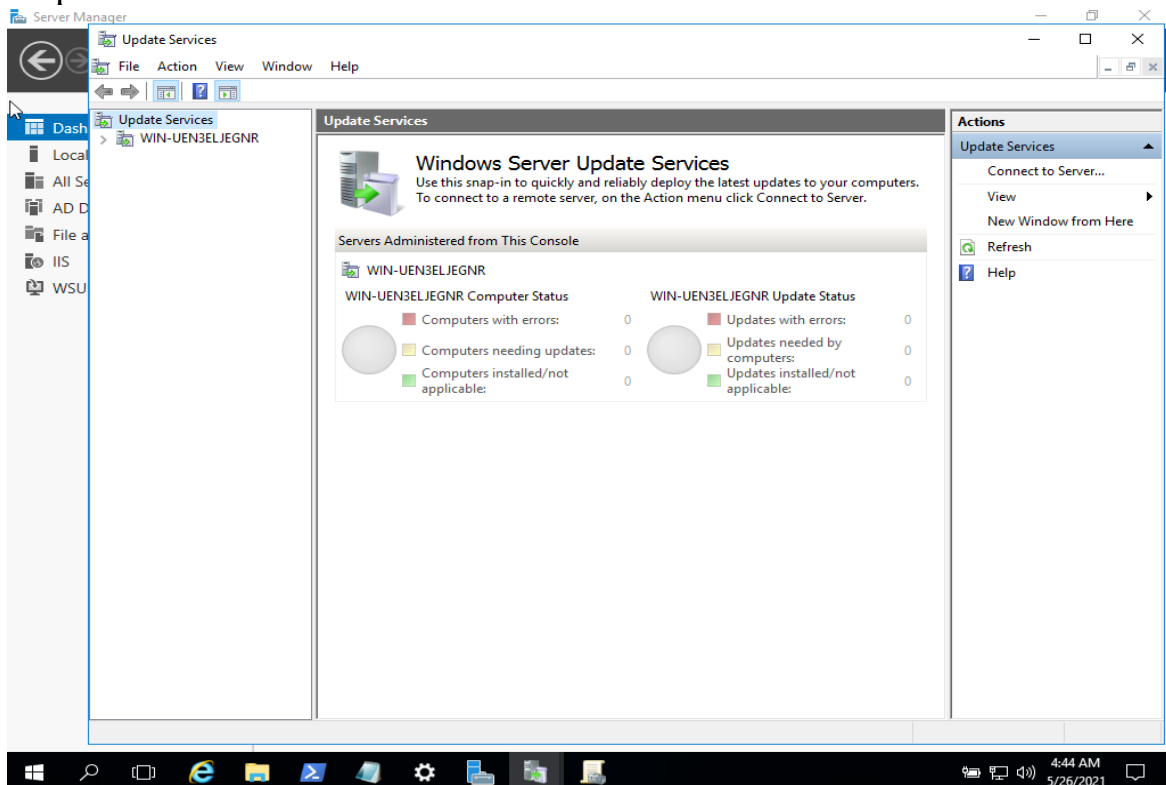 Server Manager
Update Services
File Action View Window Help
Dash
Local
All Se
AD D
File a
IIS
WSU
Update Services
WIN-UEN3ELJEGNR
Update Services
Windows Server Update Services
Use this snap-in to quickly and reliably deploy the latest updates to your computers.
To connect to a remote server, on the Action menu click Connect to Server.
Servers Administered from This Console
WIN-UEN3ELJEGNR
WIN-UEN3ELJEGNR Computer Status
Computers with errors: 0
Computers needing updates: 0
Computers installed/not
applicable: 0
WIN-UEN3ELJEGNR Update Status
Updates with errors: 0
Updates needed by
computers: 0
Updates installed/not
applicable: 0
Actions
Update Services
Connect to Server...
View
New Window from Here
Refresh
Help
4:44 AM
5/26/2021